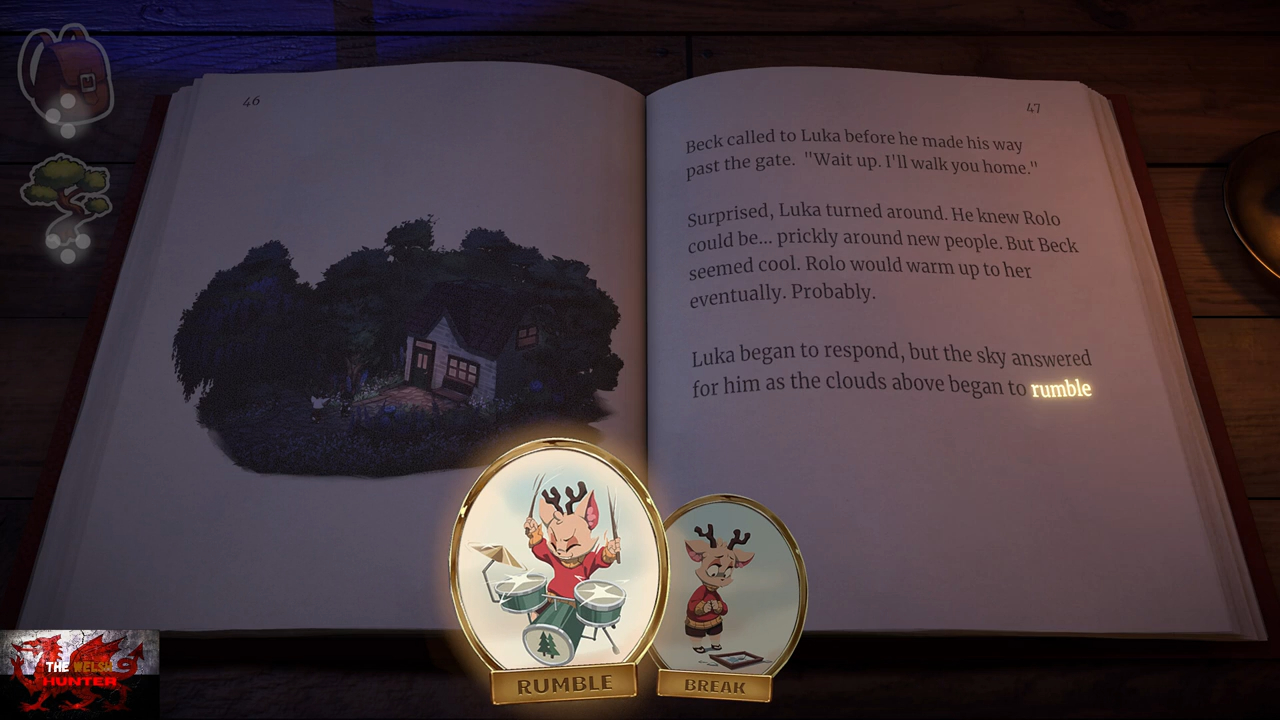 46
47
Beck called to Luka before he made his way
past the gate. "Wait up. I'll walk you home."
Surprised, Luka turned around. He knew Rolo
could be... prickly around new people. But Beck
seemed cool. Rolo would warm up to her
eventually. Probably.
Luka began to respond, but the sky answered
for him as the clouds above began to rumble
RUMBLE
BREAK
THE WELSH
HUNTER